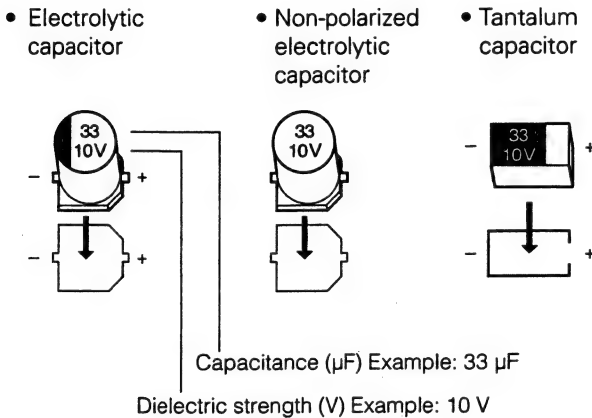 • Electrolytic
capacitor
• Non-polarized
electrolytic
capacitor
• Tantalum
capacitor
33
10V
- +
33
10V
33
10V
- +
- +
- +
Capacitance (µF) Example: 33 µF
Dielectric strength (V) Example: 10 V